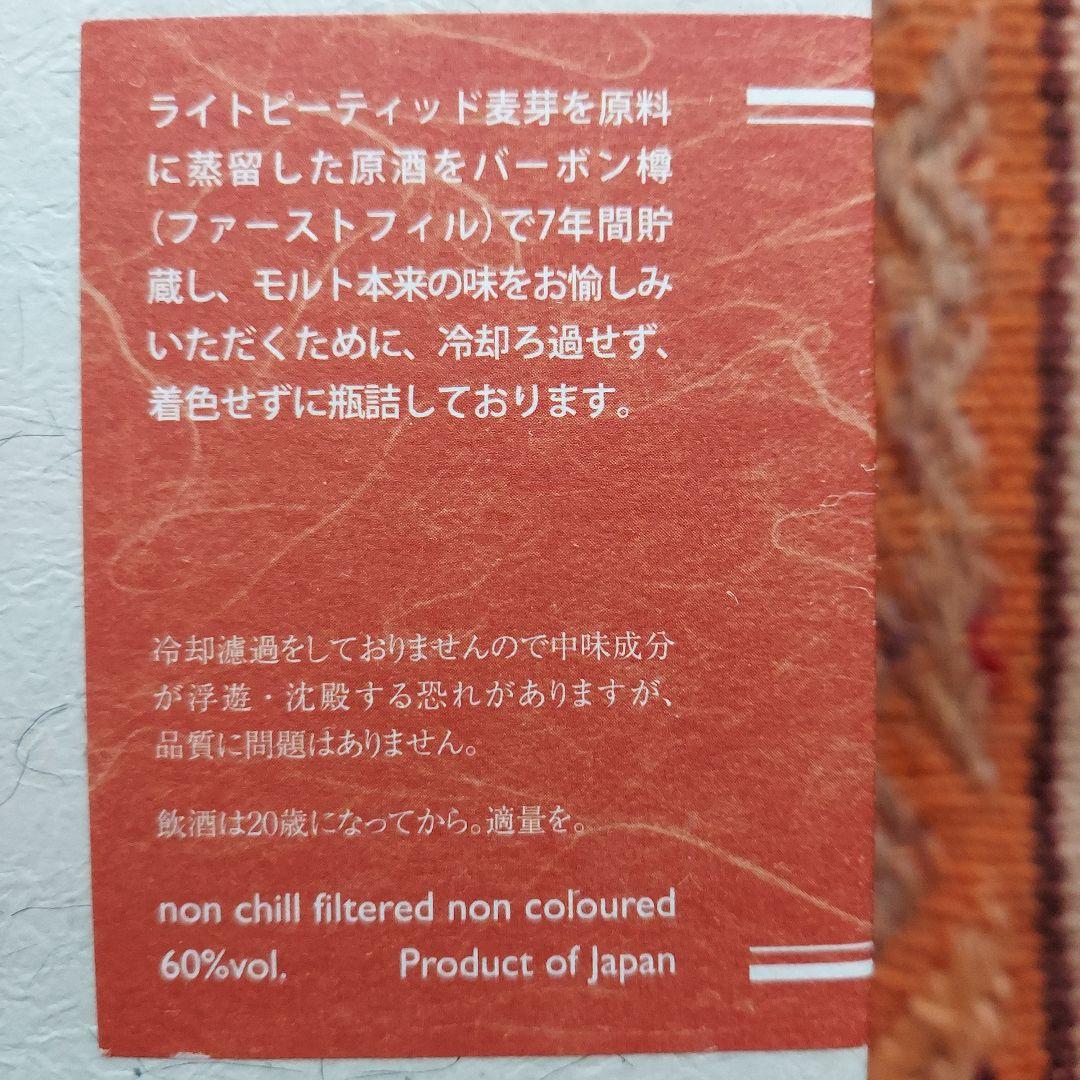 ライトピーティッド麦芽を原料
に蒸留した原酒をバーボン樽
(ファーストフィル)で7年間貯
蔵し、モルト本来の味をお愉しみ
いただくために、冷却ろ過せず、
着色せずに瓶詰しております。
冷却濾過をしておりませんので中味成分
が浮遊・沈殿する恐れがありますが、
品質に問題はありません。
飲酒は20歳になってから。適量を。
non chill filtered non coloured
60%vol. Product of Japan